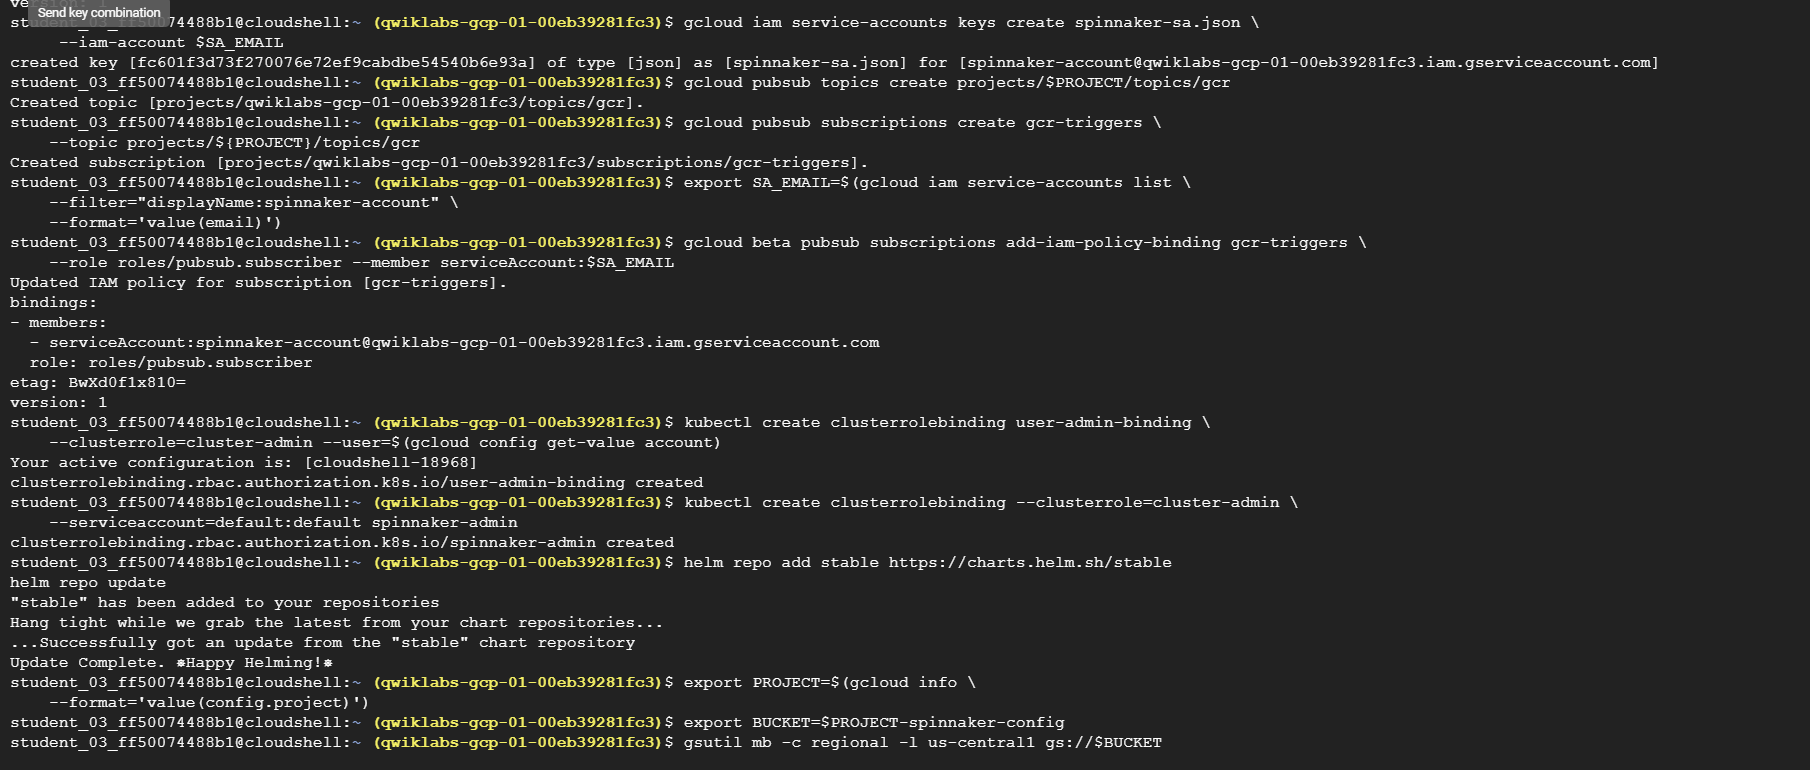 version: 1
Send key combination
student_03_ff50074488b1@cloudshell:~ (qwiklabs-gcp-01-00eb39281fc3)$ gcloud iam service-accounts keys create spinnaker-sa.json \
--iam-account $SA_EMAIL
created key [fc601f3d73f270076e72ef9cabdbe54540b6e93a] of type [json] as [spinnaker-sa.json] for [spinnaker-account@qwiklabs-gcp-01-00eb39281fc3.iam.gserviceaccount.com]
student_03_ff50074488b1@cloudshell:~ (qwiklabs-gcp-01-00eb39281fc3)$ gcloud pubsub topics create projects/$PROJECT/topics/gcr
Created topic [projects/qwiklabs-gcp-01-00eb39281fc3/topics/gcr].
student_03_ff50074488b1@cloudshell:~ (qwiklabs-gcp-01-00eb39281fc3)$ gcloud pubsub subscriptions create gcr-triggers \
--topic projects/${PROJECT}/topics/gcr
Created subscription [projects/qwiklabs-gcp-01-00eb39281fc3/subscriptions/gcr-triggers].
student_03_ff50074488b1@cloudshell:~ (qwiklabs-gcp-01-00eb39281fc3)$ export SA_EMAIL=$(gcloud iam service-accounts list \
--filter="displayName:spinnaker-account" \
--format='value(email)')
student_03_ff50074488b1@cloudshell:~ (qwiklabs-gcp-01-00eb39281fc3)$ gcloud beta pubsub subscriptions add-iam-policy-binding gcr-triggers \
--role roles/pubsub.subscriber --member serviceAccount:$SA_EMAIL
Updated IAM policy for subscription [gcr-triggers].
bindings:
- members:
- serviceAccount:spinnaker-account@qwiklabs-gcp-01-00eb39281fc3.iam.gserviceaccount.com
role: roles/pubsub.subscriber
etag: BwXd0f1x810=
version: 1
student_03_ff50074488b1@cloudshell:~ (qwiklabs-gcp-01-00eb39281fc3)$ kubectl create clusterrolebinding user-admin-binding \
--clusterrole=cluster-admin --user=$(gcloud config get-value account)
Your active configuration is: [cloudshell-18968]
clusterrolebinding.rbac.authorization.k8s.io/user-admin-binding created
student_03_ff50074488b1@cloudshell:~ (qwiklabs-gcp-01-00eb39281fc3)$ kubectl create clusterrolebinding --clusterrole=cluster-admin \
--serviceaccount=default:default spinnaker-admin
clusterrolebinding.rbac.authorization.k8s.io/spinnaker-admin created
student_03_ff50074488b1@cloudshell:~ (qwiklabs-gcp-01-00eb39281fc3)$ helm repo add stable https://charts.helm.sh/stable
helm repo update
"stable" has been added to your repositories
Hang tight while we grab the latest from your chart repositories...
...Successfully got an update from the "stable" chart repository
Update Complete. ⎈Happy Helming!⎈
student_03_ff50074488b1@cloudshell:~ (qwiklabs-gcp-01-00eb39281fc3)$ export PROJECT=$(gcloud info \
--format='value(config.project)')
student_03_ff50074488b1@cloudshell:~ (qwiklabs-gcp-01-00eb39281fc3)$ export BUCKET=$PROJECT-spinnaker-config
student_03_ff50074488b1@cloudshell:~ (qwiklabs-gcp-01-00eb39281fc3)$ gsutil mb -c regional -l us-central1 gs://$BUCKET